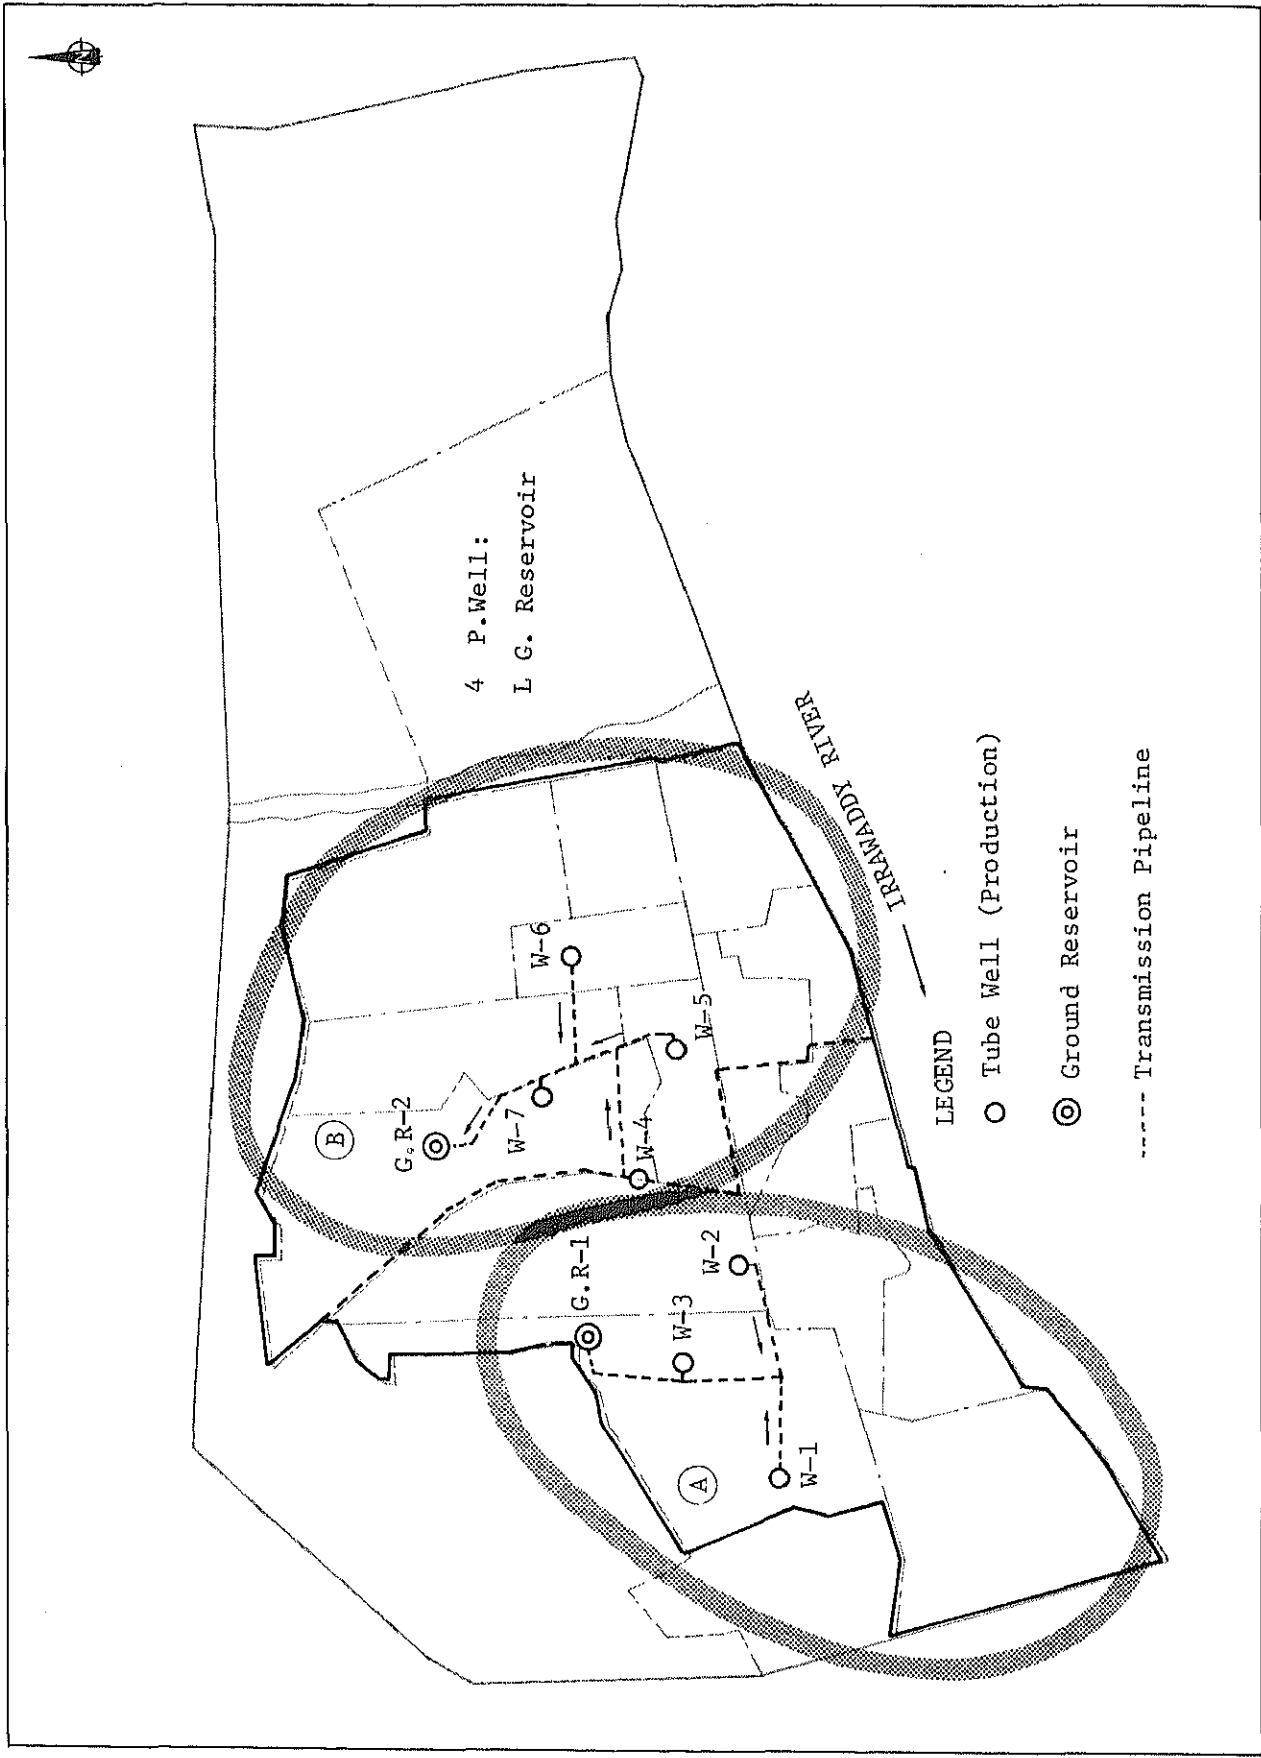 N
4 P.Well:
L G. Reservoir
B
G.R-2
W-7
W-6
W-5
W-4
G.R-1
W-3
W-2
A
W-1
IRRAWADDY RIVER
LEGEND
Tube Well (Production)
Ground Reservoir
Transmission Pipeline